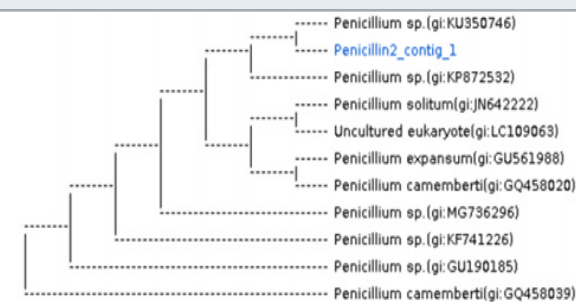 Penicillium sp.(gi:KU350746)
Penicillin2_contig_1
Penicillium sp.(gi:KP872532)
Penicillium solitum(gi:JN642222)
Uncultured eukaryote(gi:LC109063)
Penicillium expansum(gi:GU561988)
Penicillium camemberti(gi:GQ458020)
Penicillium sp.(gi:MG736296)
Penicillium sp.(gi:KF741226)
Penicillium sp.(gi:GU190185)
Penicillium camemberti(gi:GQ458039)